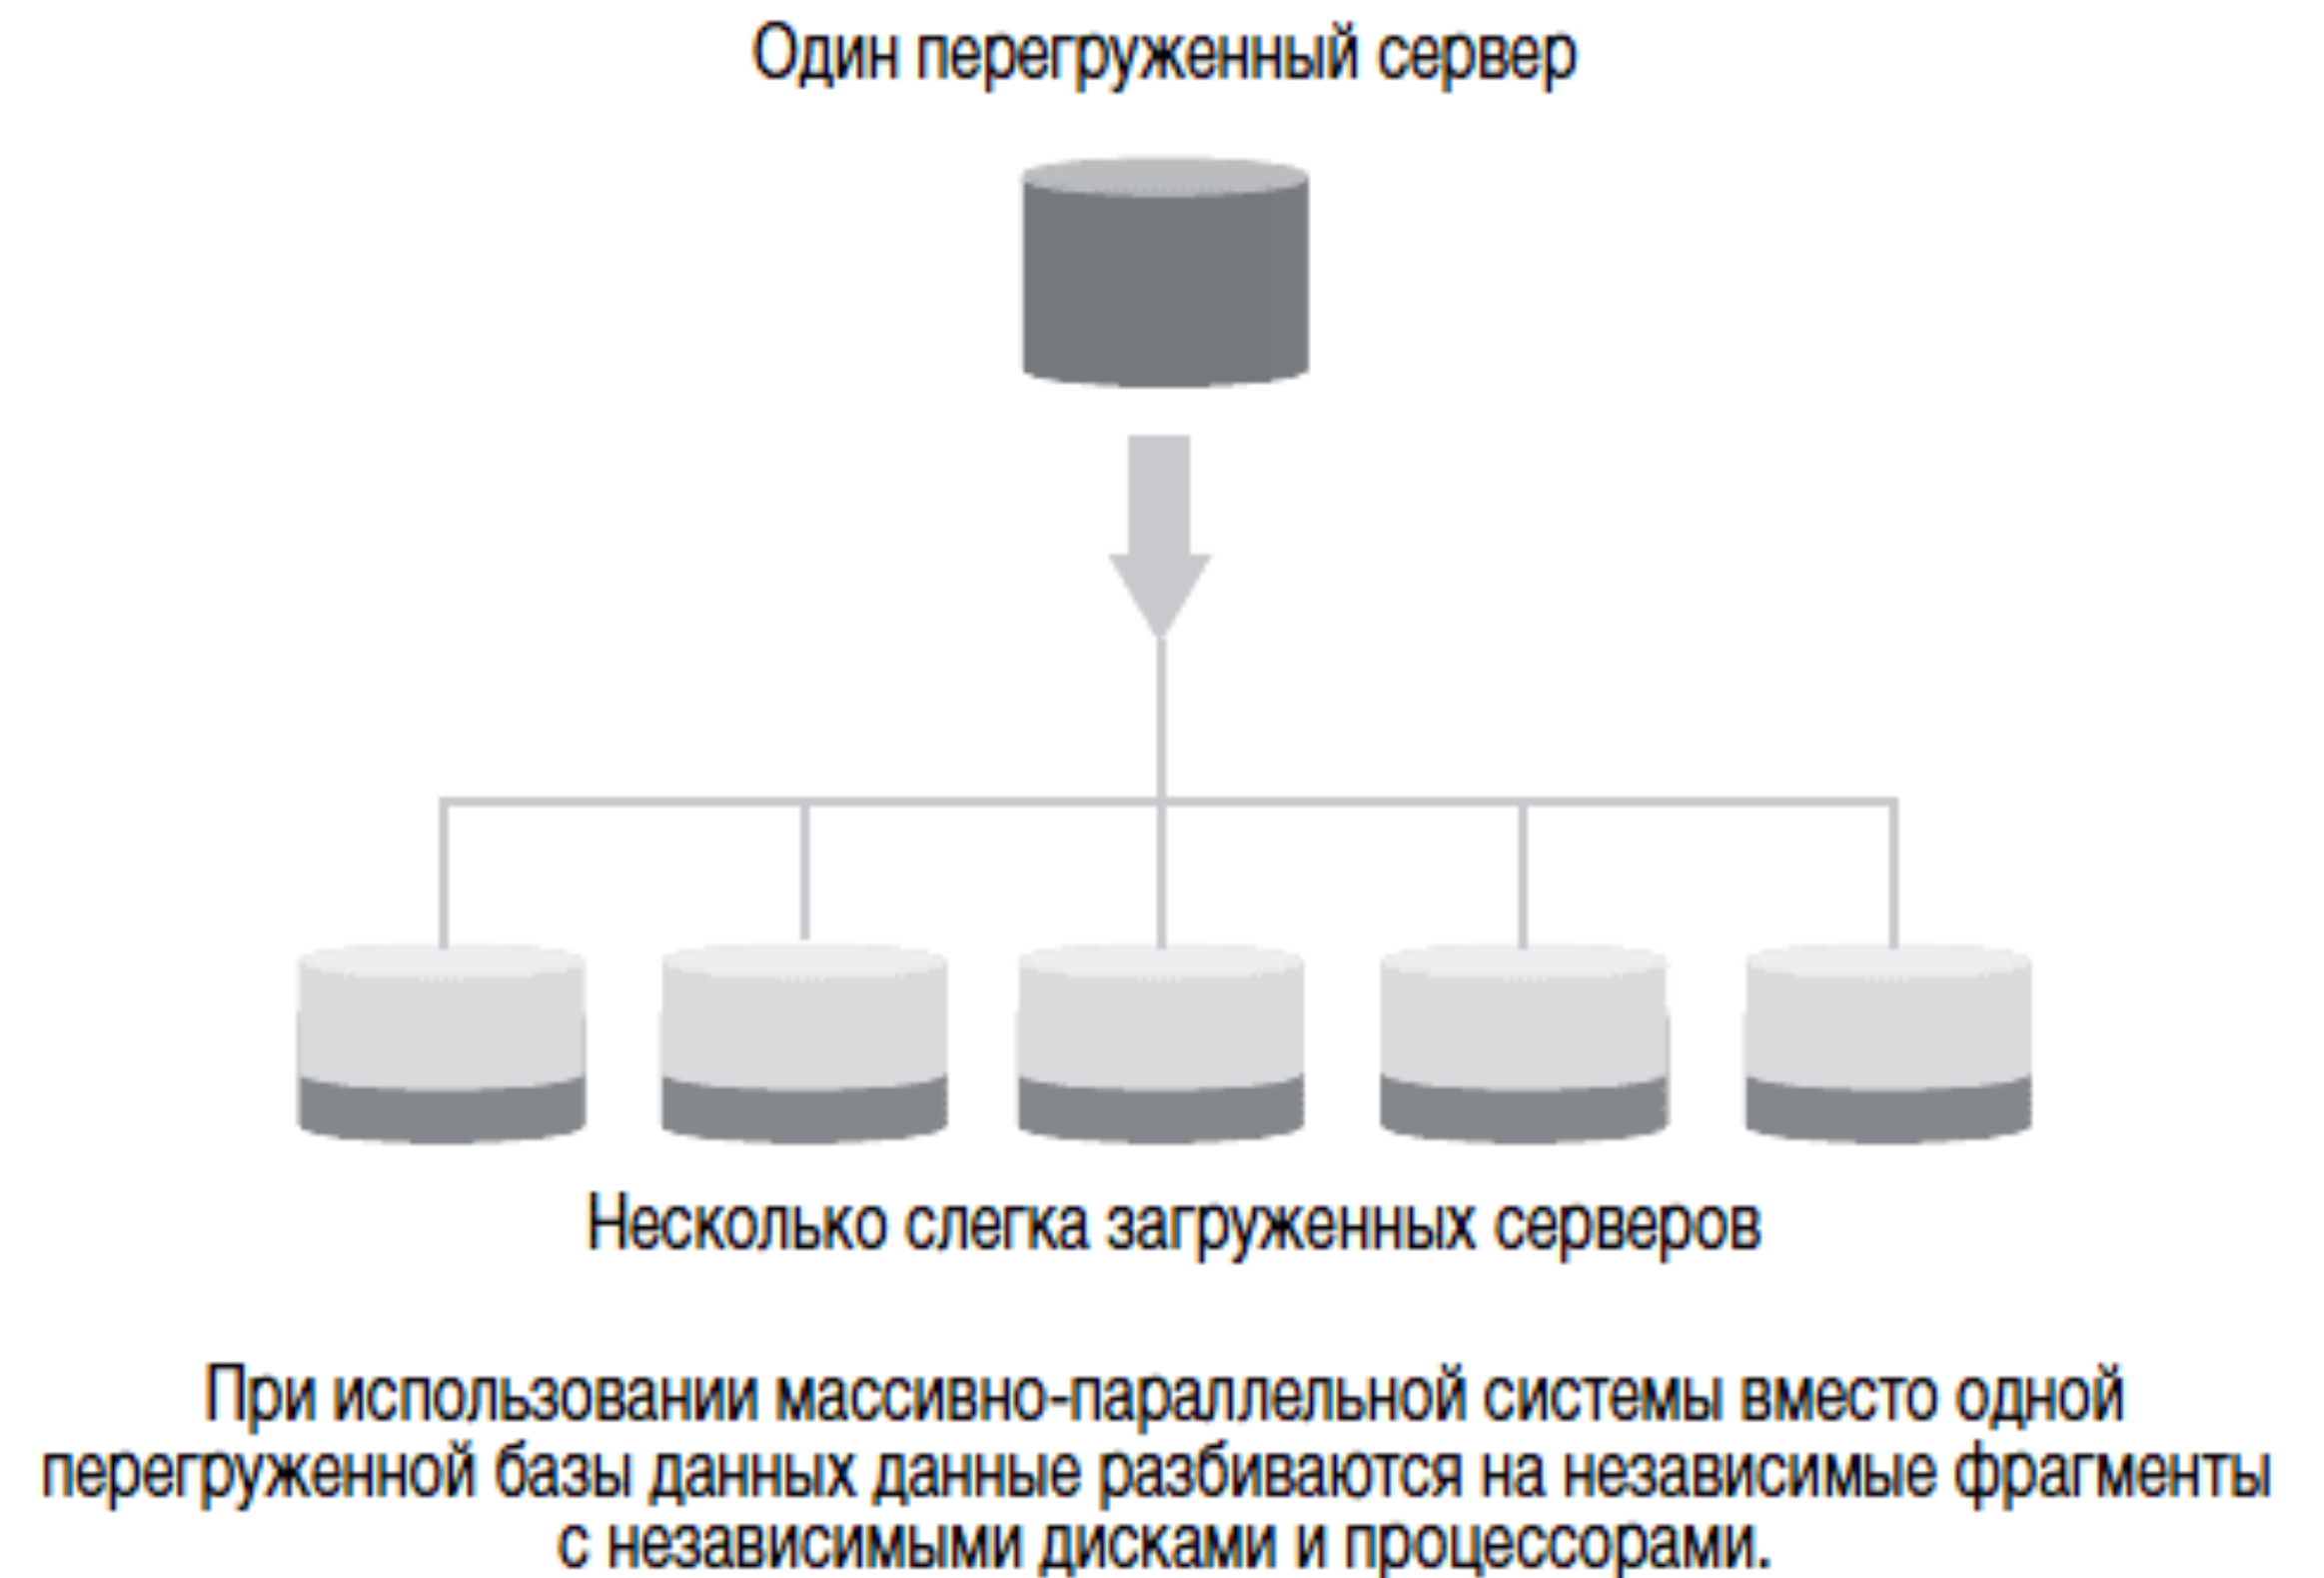 Один перегруженный сервер
Несколько слегка загруженных серверов
При использовании массивно-параллельной системы вместо одной
перегруженной базы данных данные разбиваются на независимые фрагменты
с независимыми дисками и процессорами.